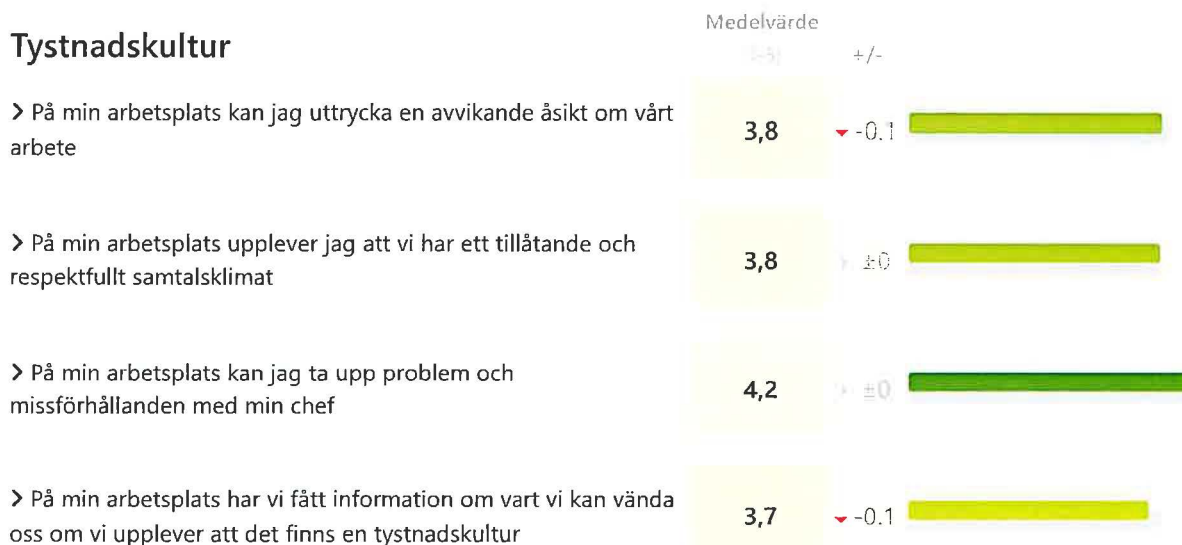 Medelvärde
Tystnadskultur
+/-
> På min arbetsplats kan jag uttrycka en avvikande åsikt om vårt
arbete
3,8
-0.1
> På min arbetsplats upplever jag att vi har ett tillåtande och
respektfullt samtalsklimat
3,8
±0
> På min arbetsplats kan jag ta upp problem och
missförhållanden med min chef
4,2
±0
> På min arbetsplats har vi fått information om vart vi kan vända
oss om vi upplever att det finns en tystnadskultur
3,7
-0.1